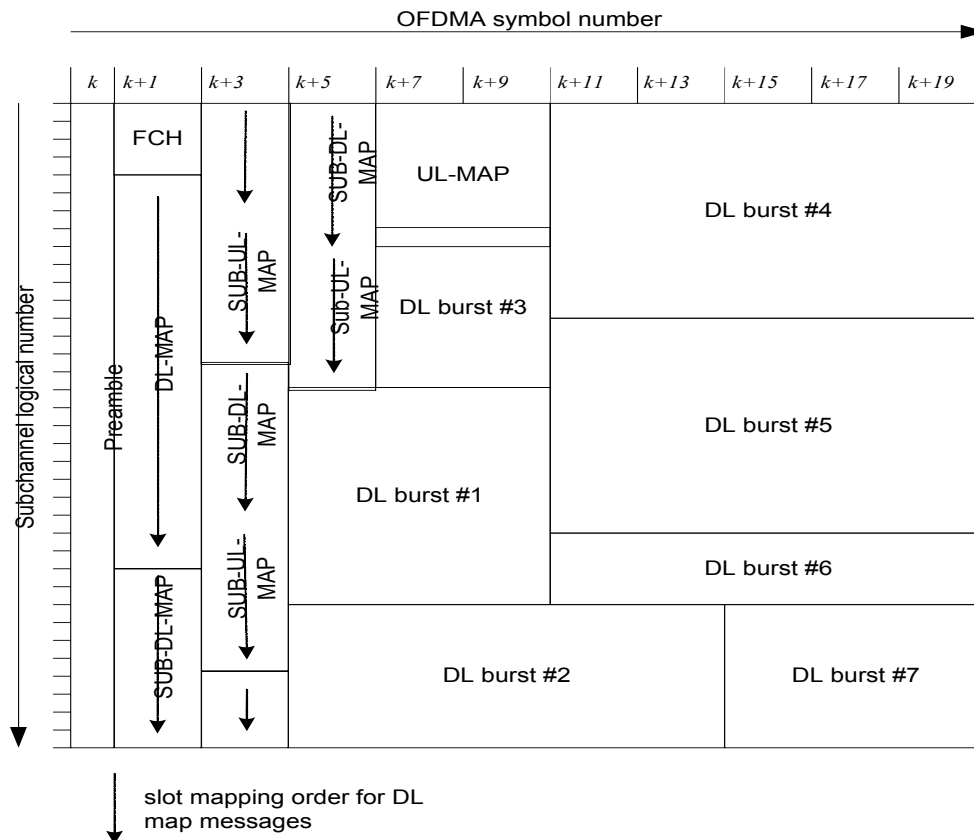 OFDMA symbol number
k k+1 k+3 k+5 k+7 k+9 k+11 k+13 k+15 k+17 k+19
Subchannel logical number
Preamble
FCH
DL-MAP
SUB-DL-MAP
SUB-UL-
MAP
SUB-DL-
MAP
SUB-UL-
MAP
SUB-DL-
MAP
Sub-UL-
MAP
UL-MAP
DL burst #3
DL burst #1
DL burst #2
DL burst #4
DL burst #5
DL burst #6
DL burst #7
slot mapping order for DL
map messages